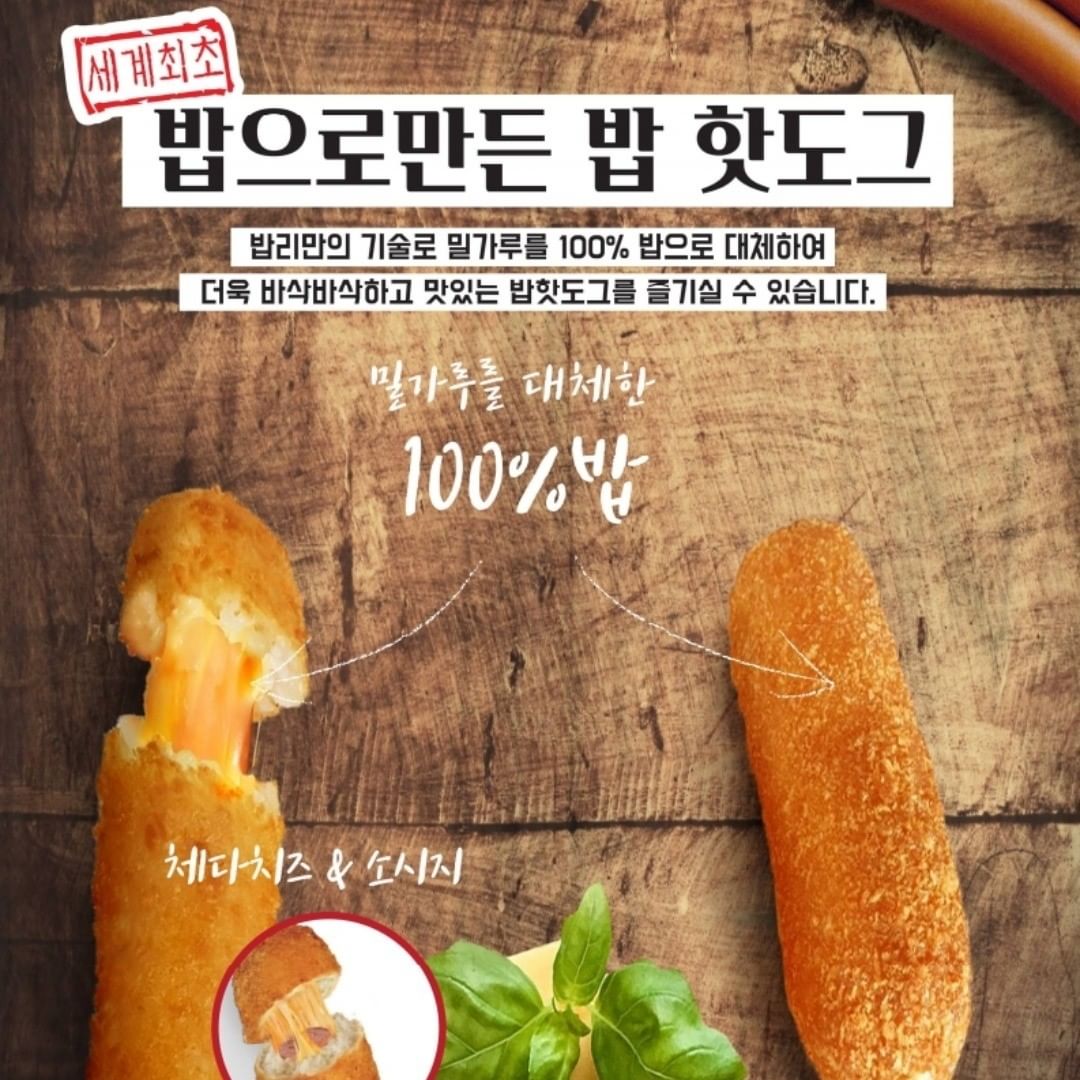 세계최초
밥으로만든 밥 핫도그
밥리만의 기술로 밀가루를 100% 밥으로 대체하여
더욱 바삭바삭하고 맛있는 밥핫도그를 즐기실 수 있습니다.
밀가루를 대체한
100%밥
체다치즈 & 소시지